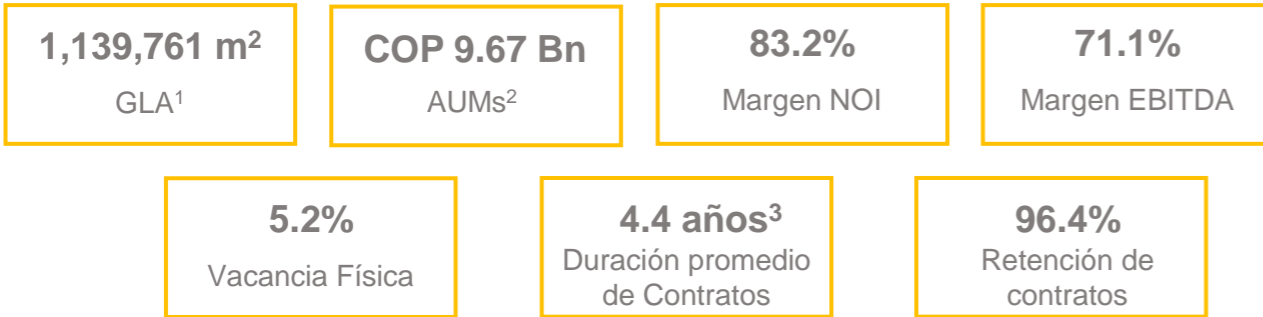 1,139,761 m²
GLA¹
COP 9.67 Bn
AUMs²
83.2%
Margen NOI
71.1%
Margen EBITDA
5.2%
Vacancia Física
4.4 años³
Duración promedio
de Contratos
96.4%
Retención de
contratos